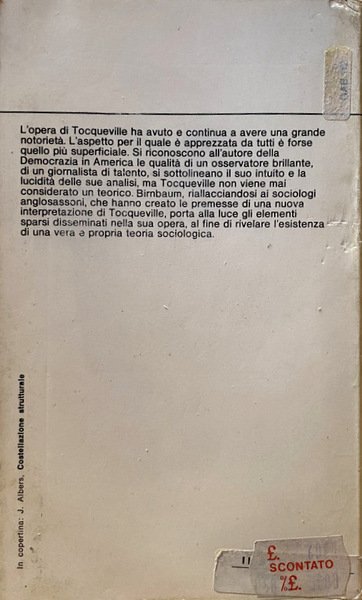 L'opera di Tocqueville ha avuto e continua a avere una grande
notorietà. L'aspetto per il quale è apprezzata da tutti è forse
quello più superficiale. Si riconoscono all'autore della
Democrazia in America le qualità di un osservatore brillante,
di un giornalista di talento, si sottolineano il suo intuito e la
lucidità delle sue analisi, ma Tocqueville non viene mai
considerato un teorico. Birnbaum, riallacciandosi ai sociologi
anglosassoni, che hanno creato le premesse di una nuova
interpretazione di Tocqueville, porta alla luce gli elementi
sparsi disseminati nella sua opera, al fine di rivelare l'esistenza
di una vera e propria teoria sociologica.
In copertina: J. Albers, Costellazione strutturale
£.
SCONTATO
%£.